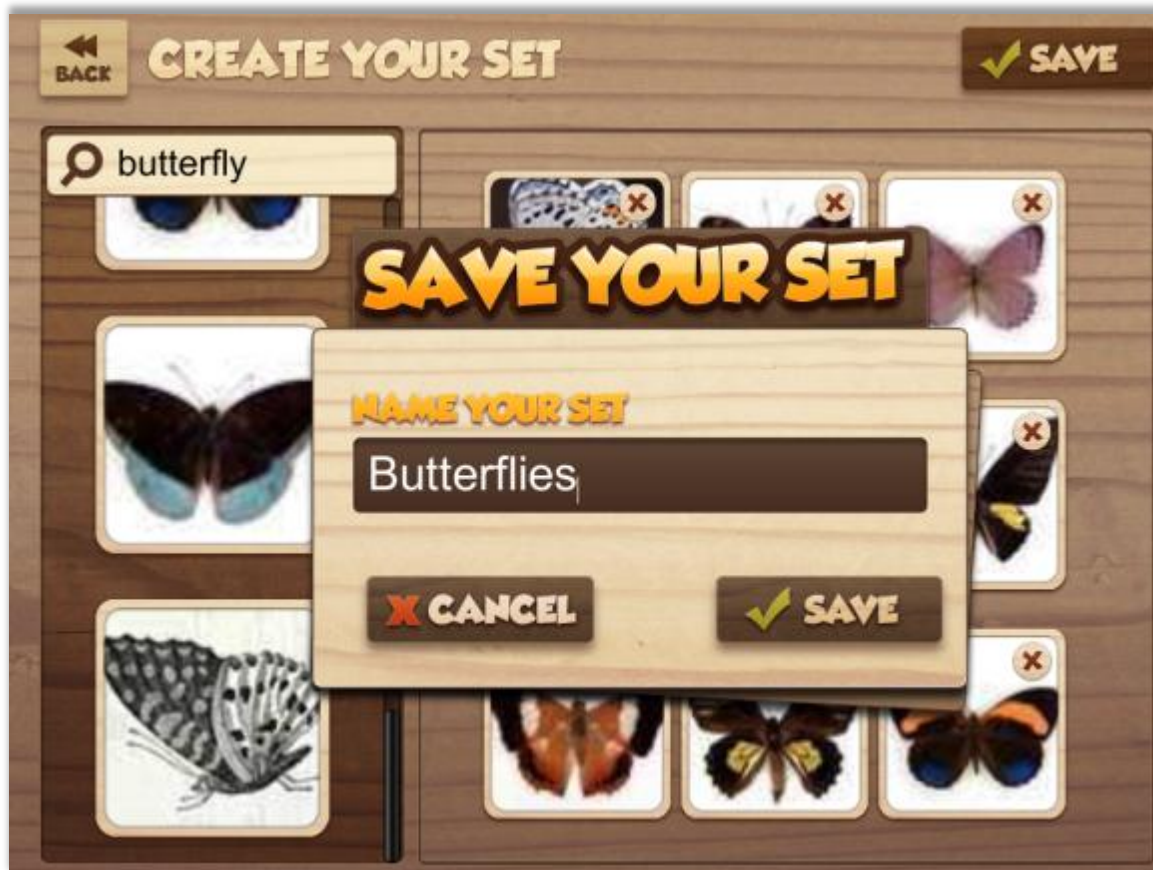 BACK
CREATE YOUR SET
SAVE
butterfly
SAVE YOUR SET
NAME YOUR SET
Butterflies
X CANCEL
SAVE